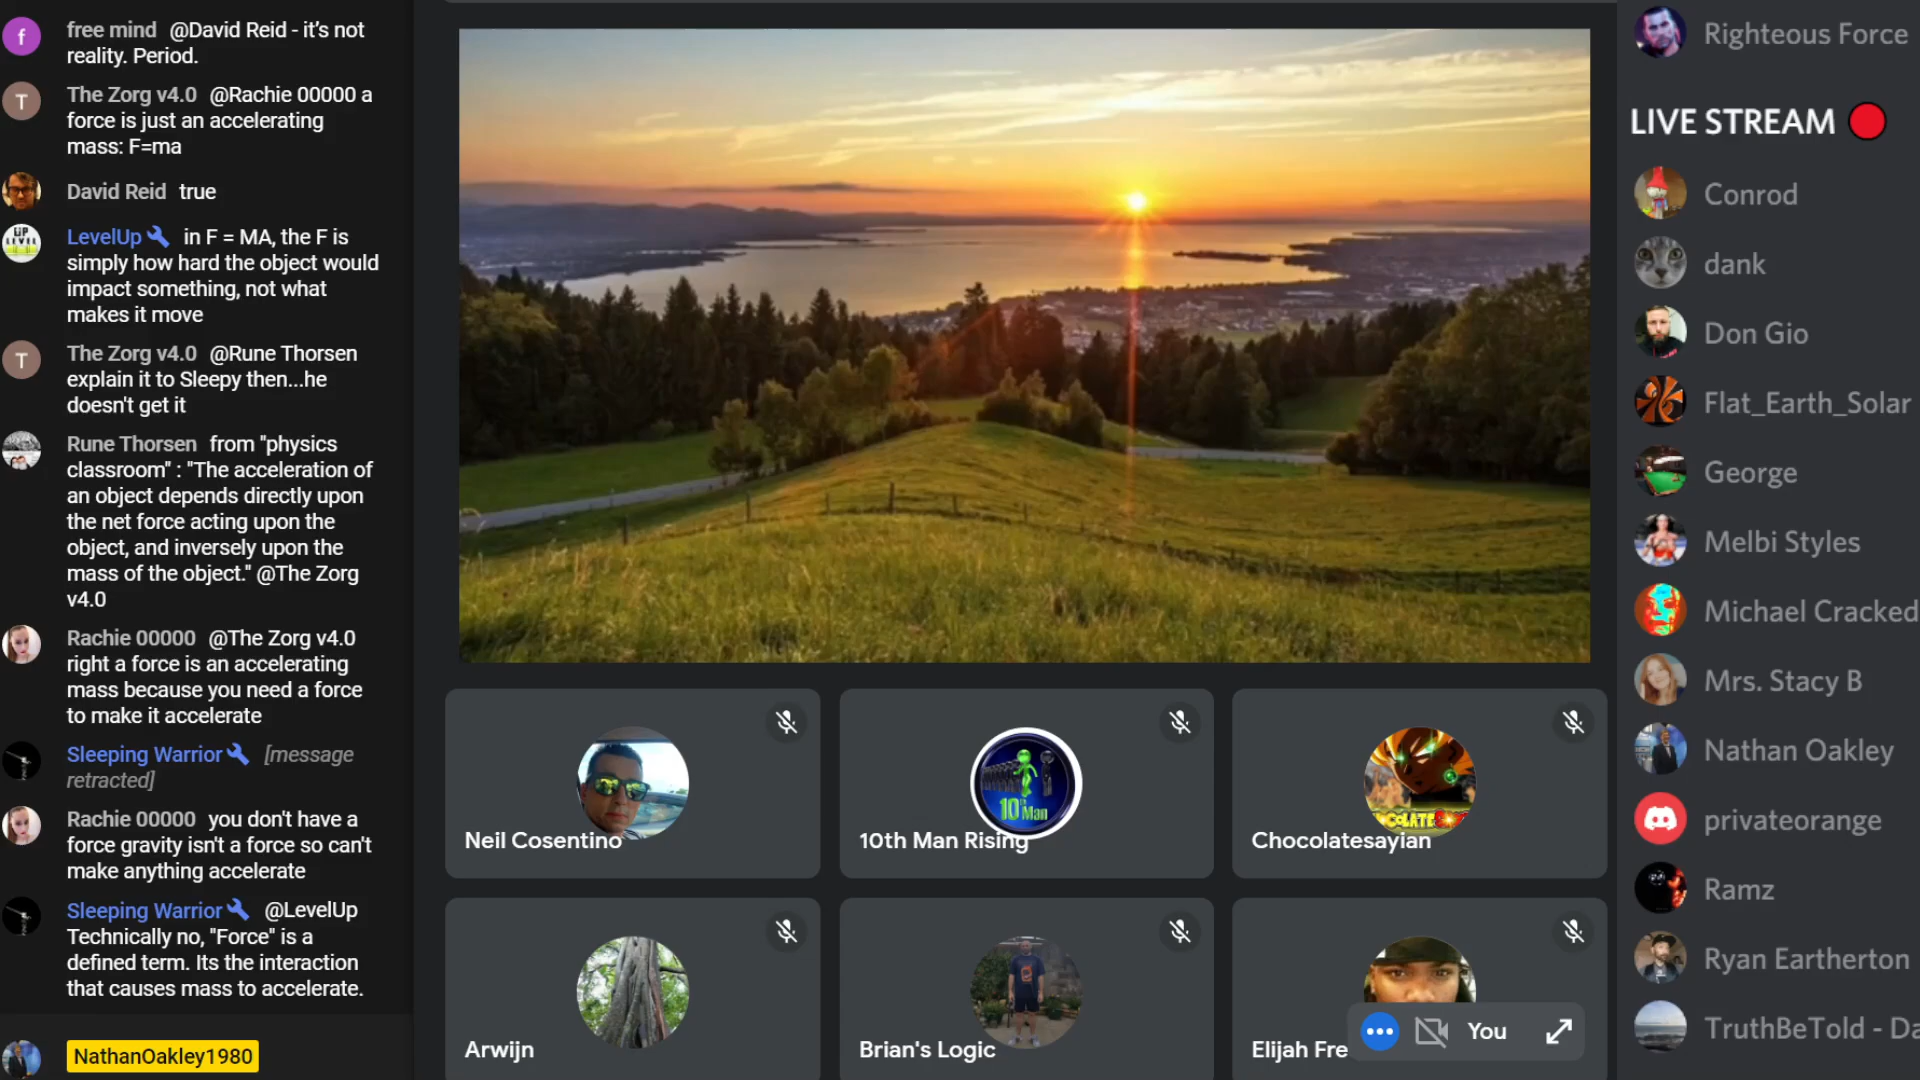 free mind @David Reid - it's not
reality. Period.
The Zorg v4.0 @Rachie 00000 a
force is just an accelerating
mass: F=ma
David Reid true
LevelUp in F = MA, the F is
simply how hard the object would
impact something, not what
makes it move
The Zorg v4.0 @Rune Thorsen
explain it to Sleepy then...he
doesn't get it
Rune Thorsen from "physics
classroom" : "The acceleration of
an object depends directly upon
the net force acting upon the
object, and inversely upon the
mass of the object." @The Zorg
v4.0
Rachie 00000 @The Zorg v4.0
right a force is an accelerating
mass because you need a force
to make it accelerate
Sleeping Warrior [message
retracted]
Rachie 00000 you don't have a
force gravity isn't a force so can't
make anything accelerate
Sleeping Warrior @LevelUp
Technically no, "Force" is a
defined term. Its the interaction
that causes mass to accelerate.
NathanOakley1980
f
T
UP
LEVEL
T
Neil Cosentino
10th Man
10th Man Rising
Chocolatesayian
Arwijn
Brian's Logic
Elijah Fre
You
Righteous Force
LIVE STREAM
Conrod
dank
Don Gio
Flat_Earth_Solar
George
Melbi Styles
Michael Cracked
Mrs. Stacy B
Nathan Oakley
privateorange
Ramz
Ryan Eartherton
TruthBeTold - Da